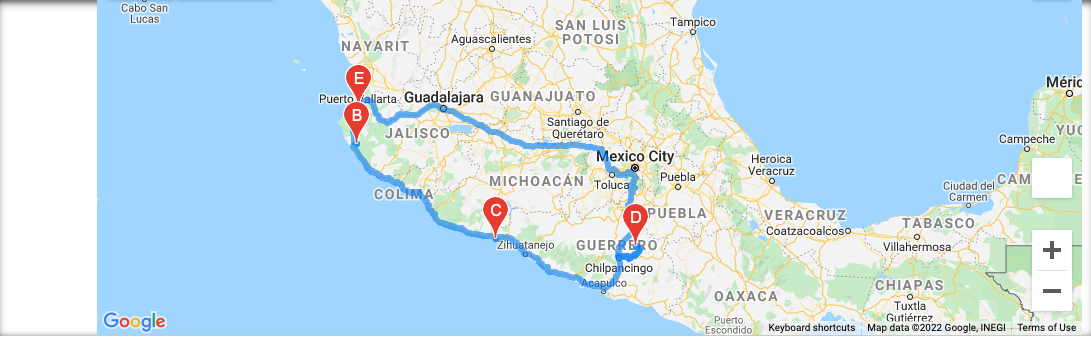 Cabo San
Lucas
Tampico
SAN LUIS
POTOSI
Aguascalientes
NAYARIT
E
Puerto Vallarta
B
Guadalajara
GUANAJUATO
Mérid
Santiago de
Querétaro
JALISCO
YUC
Campeche
Mexico City
Heroica
Veracruz
Toluca
Puebla
MICHOACÁN
COLIMA
CAM
Ciudad del
Carmen
C
D
PUEBLA
VERACRUZ
Coatzacoalcos
TABASCO
Villahermosa
Zihuatanejo
GUERRERO
Chilpancingo
Acapulco
CHIAPAS
OAXACA
Tuxtla
Gutiérrez
Puerto
Escondido
Google
Keyboard shortcuts
Map data ©2022 Google, INEGI
Terms of Use